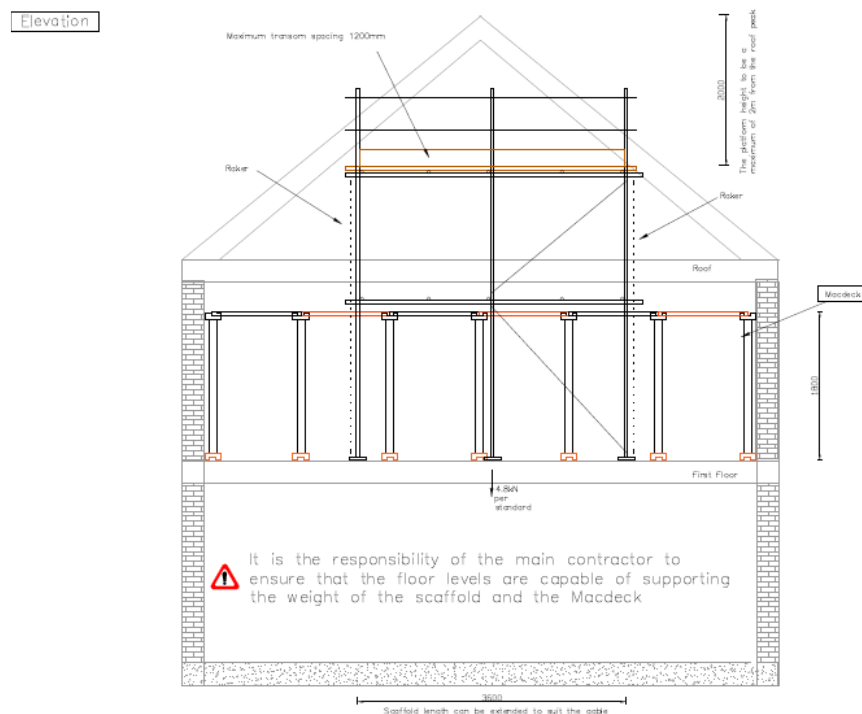 Elevation
Maximum transom spacing 1200mm
2000
The platform height to be a
maximum of 2m from the roof peak
Raker
Raker
Roof
Macdeck
1800
First Floor
4.8kN
per
standard
It is the responsibility of the main contractor to
ensure that the floor levels are capable of supporting
the weight of the scaffold and the Macdeck
3600
Scaffold length can be extended to suit the gable